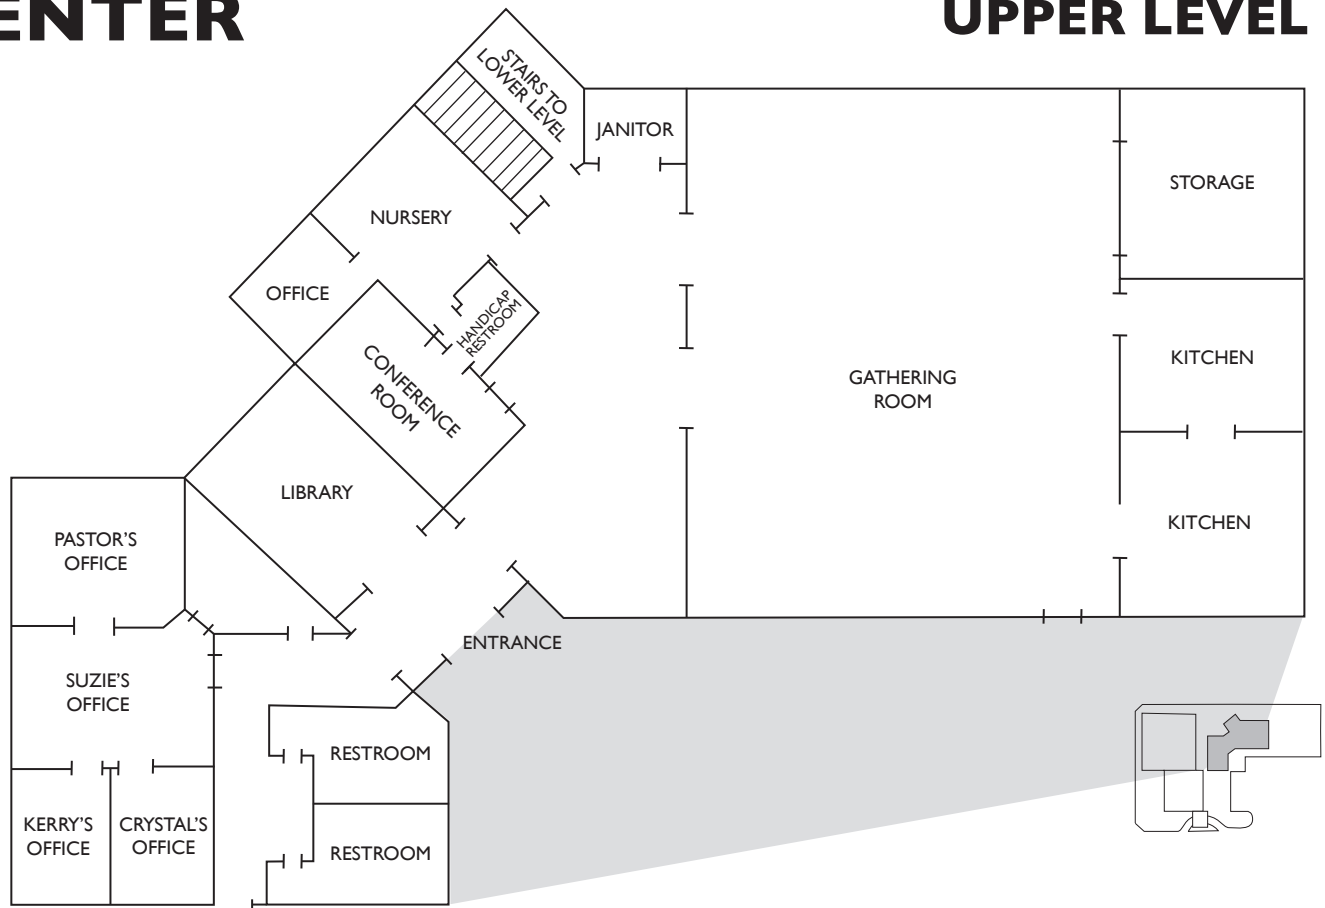 ENTER
UPPER LEVEL
STAIRS TO
LOWER LEVEL
JANITOR
STORAGE
NURSERY
OFFICE
HANDICAP
RESTROOM
CONFERENCE
ROOM
GATHERING
ROOM
KITCHEN
LIBRARY
KITCHEN
PASTOR'S
OFFICE
ENTRANCE
SUZIE'S
OFFICE
RESTROOM
KERRY'S
OFFICE
CRYSTAL'S
OFFICE
RESTROOM